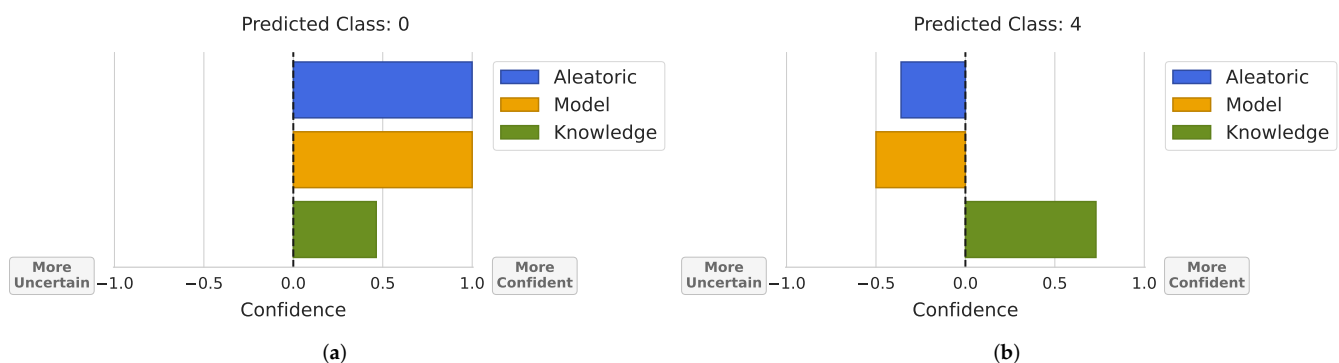 Predicted Class: 0
Aleatoric
Model
Knowledge
More
Uncertain
−1.0
−0.5
0.0
0.5
1.0
More
Confident
Confidence
(a)
Predicted Class: 4
Aleatoric
Model
Knowledge
More
Uncertain
−1.0
−0.5
0.0
0.5
1.0
More
Confident
Confidence
(b)